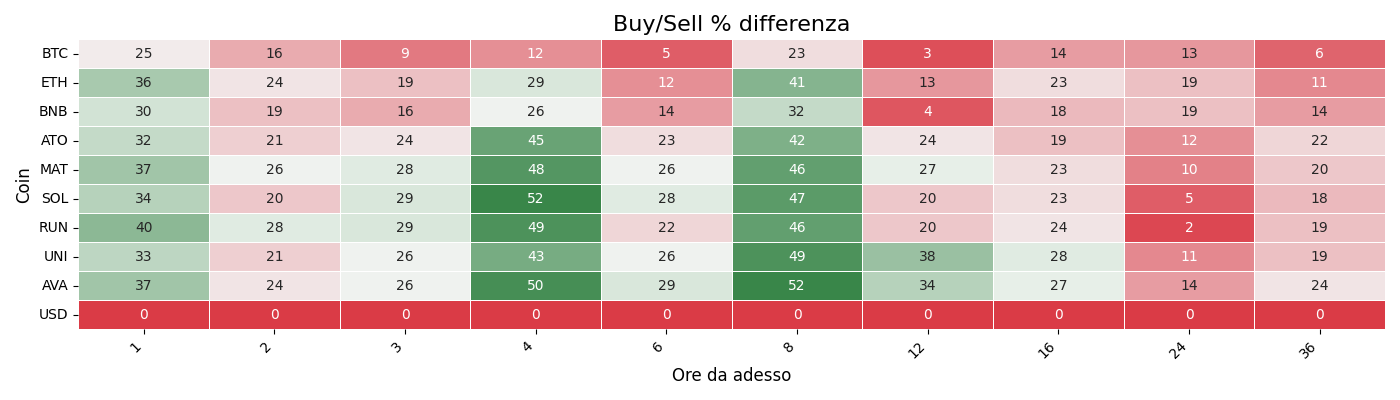 Buy/Sell % differenza
Coin
BTC 25 16 9 12 5 23 3 14 13 6
ETH 36 24 19 29 12 41 13 23 19 11
BNB 30 19 16 26 14 32 4 18 19 14
ATO 32 21 24 45 23 42 24 19 12 22
MAT 37 26 28 48 26 46 27 23 10 20
SOL 34 20 29 52 28 47 20 23 5 18
RUN 40 28 29 49 22 46 20 24 2 19
UNI 33 21 26 43 26 49 38 28 11 19
AVA 37 24 26 50 29 52 34 27 14 24
USD 0 0 0 0 0 0 0 0 0 0
1 2 3 4 6 8 12 16 24 36
Ore da adesso